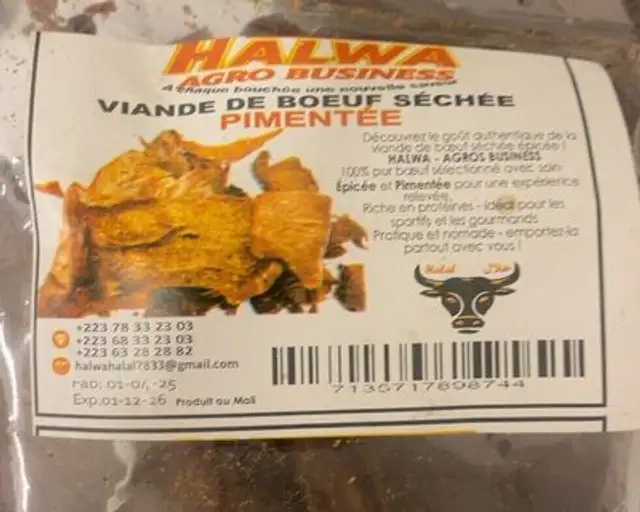 HALWA
AGRO BUSINESS
A chaque bouchée une nouvelle saveur
VIANDE DE BOEUF SÉCHÉE
PIMENTÉE
Découvrez le goût authentique de la
viande de bœuf séchée épicée !
HALWA - AGROS BUSINESS
100% pur bœuf sélectionné avec soin
Épicée et Pimentée pour une expérience
relevée.
Riche en protéines - idéal pour les
sportifs et les gourmands
Pratique et nomade - emportez-la
partout avec vous !
Halal
+223 78 33 23 03
+223 68 33 23 03
+223 63 28 28 82
halwahalal7833@gmail.com
Exp:01-12-26 Produit au Mali
7135717898744